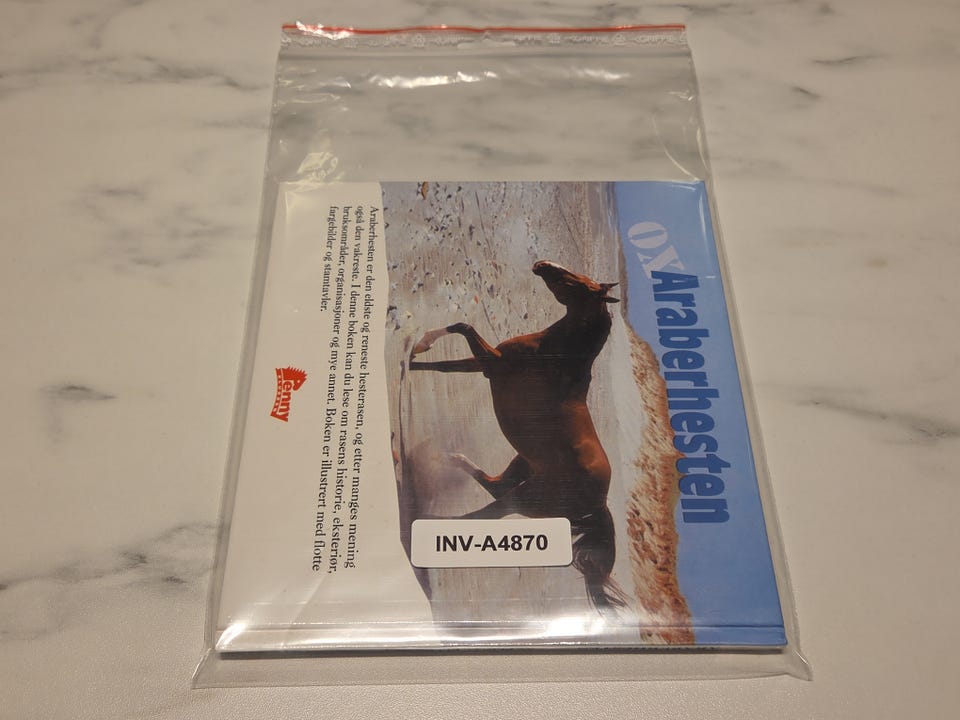 OX Araberhesten
Araberhesten er den eldste og reneste hesterasen, og etter manges mening
også den vakreste. I denne boken kan du lese om rasens historie, eksteriør,
bruksområder, organisasjoner og mye annet. Boken er illustrert med flotte
fargebilder og stamtavler.
Penny
INV-A4870